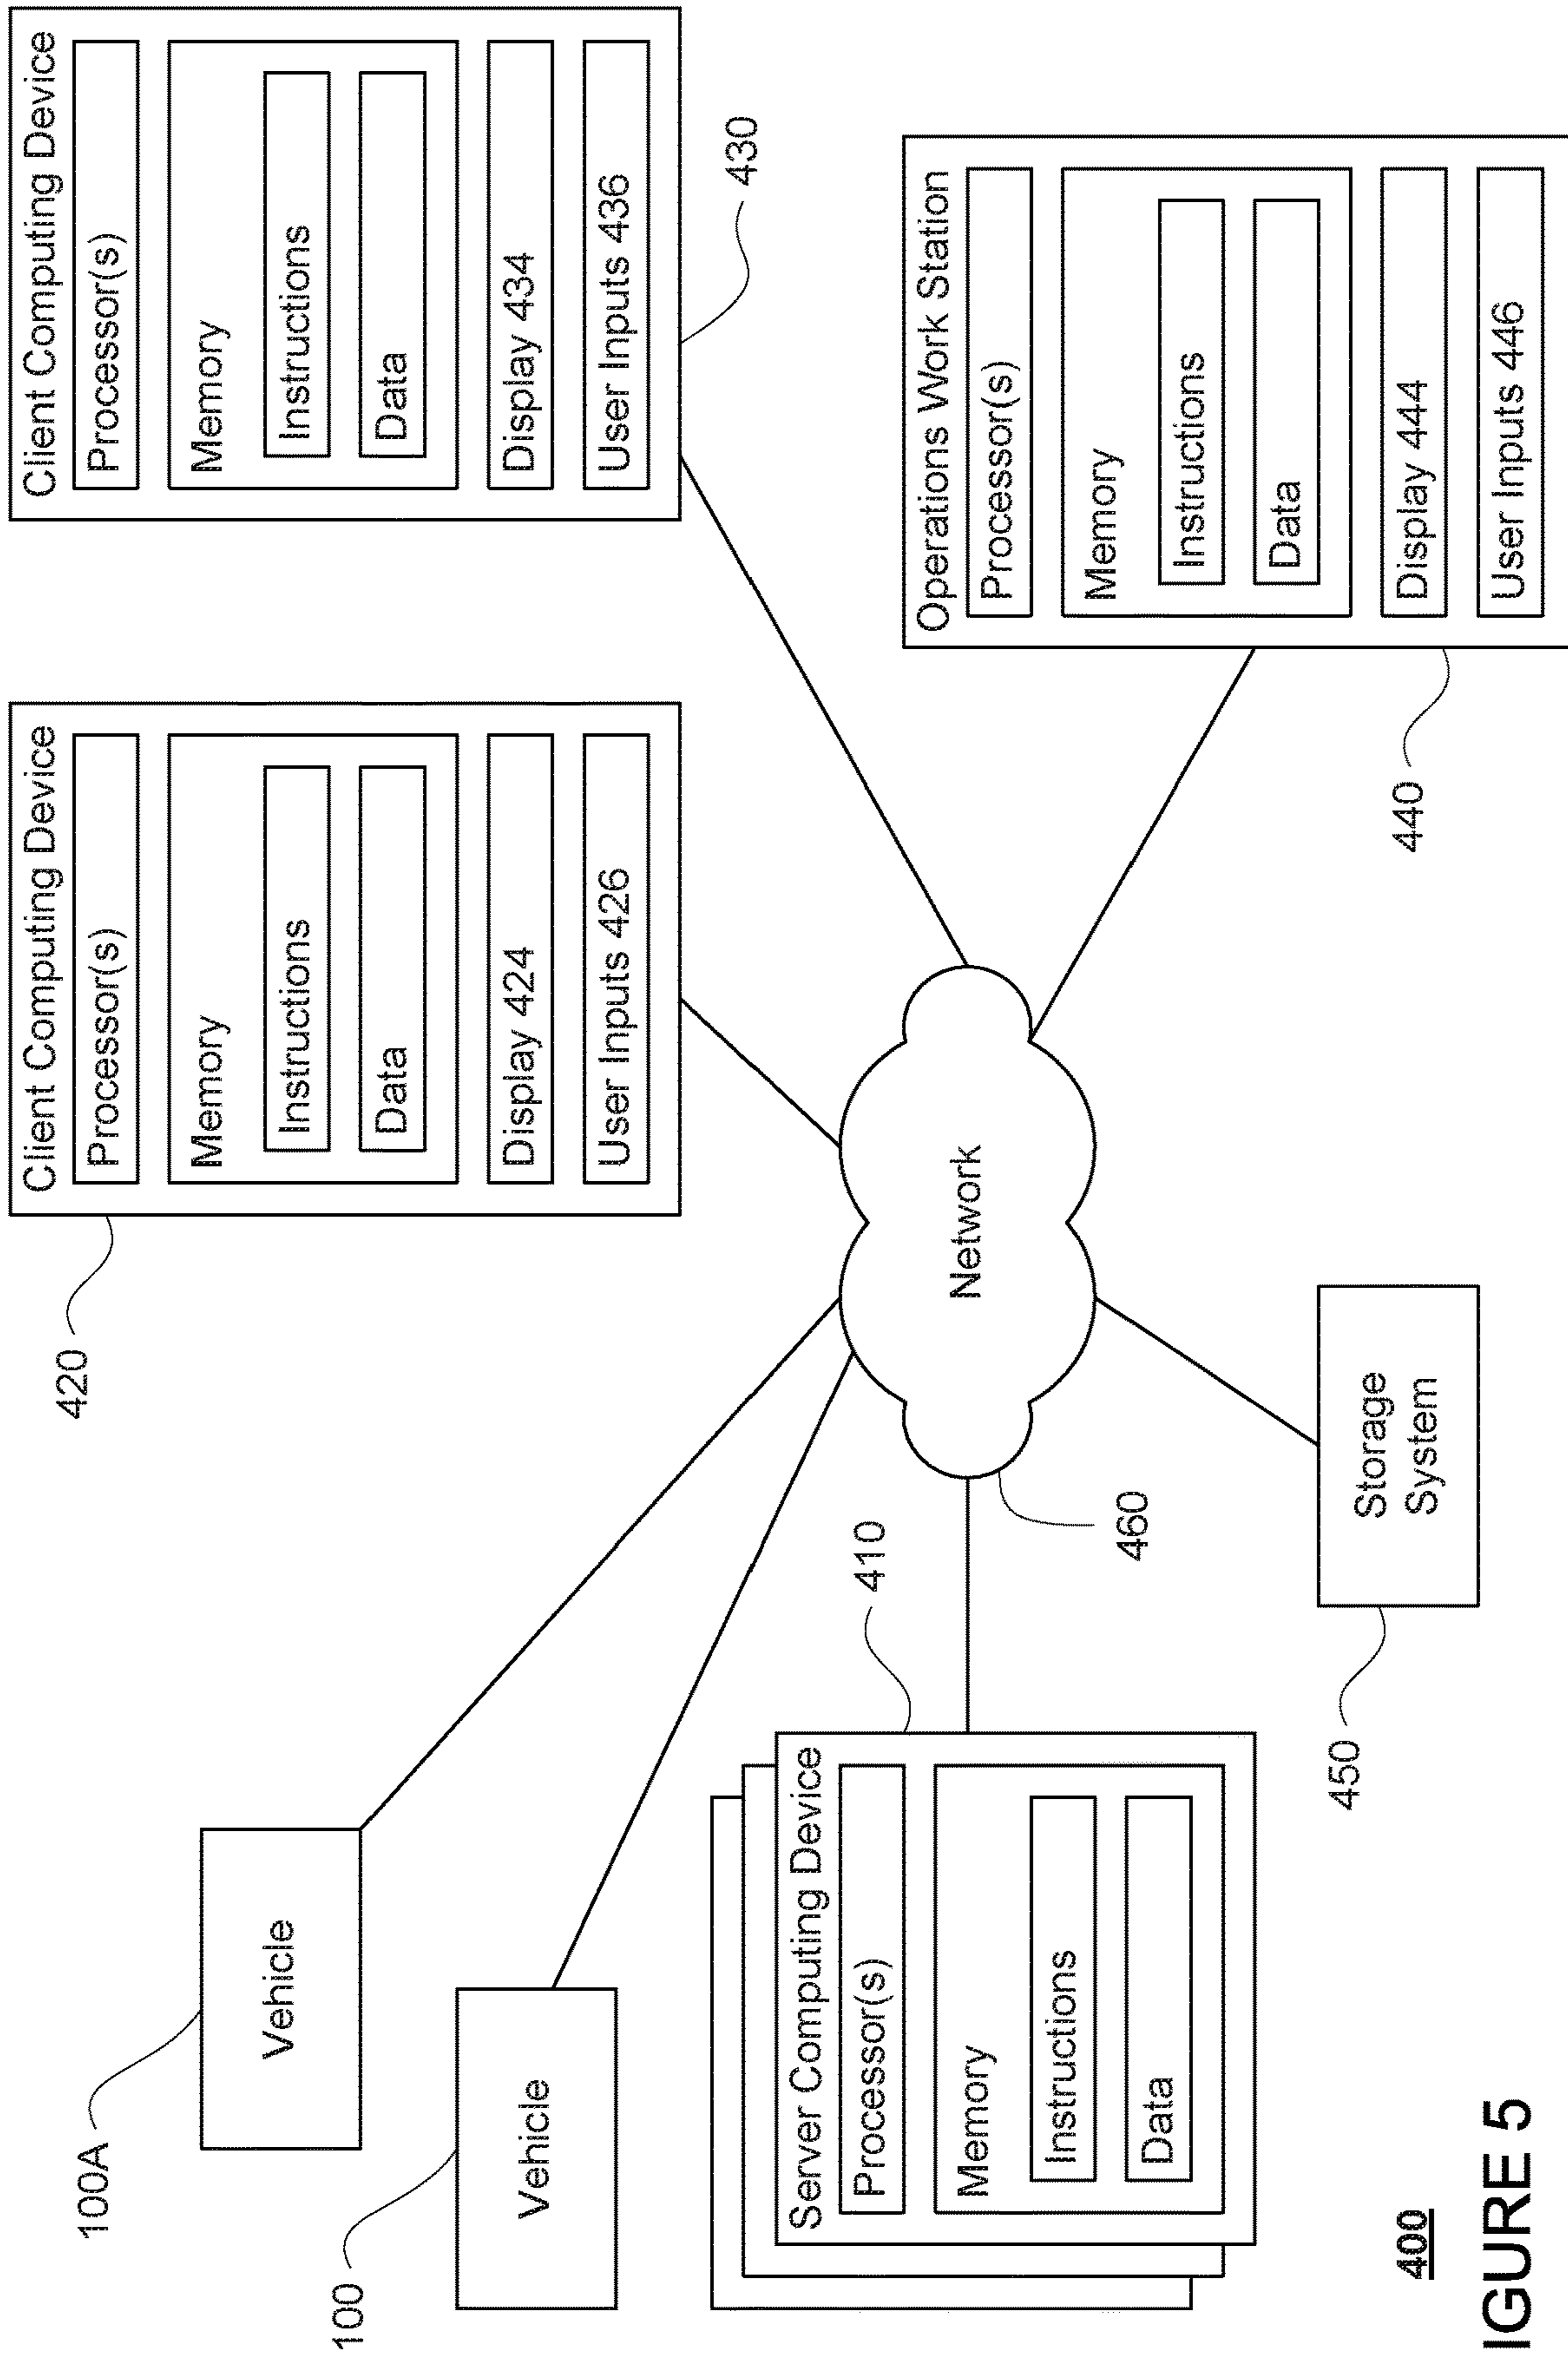 100A
Vehicle
100
Vehicle
420
Client Computing Device
Processor(s)
Memory
Instructions
Data
Display 424
User Inputs 426
Client Computing Device
Processor(s)
Memory
Instructions
Data
Display 434
User Inputs 436
430
Server Computing Device
Processor(s)
Memory
Instructions
Data
410
Network
460
Storage
System
450
Operations Work Station
Processor(s)
Memory
Instructions
Data
Display 444
User Inputs 446
440
400
IGURE 5